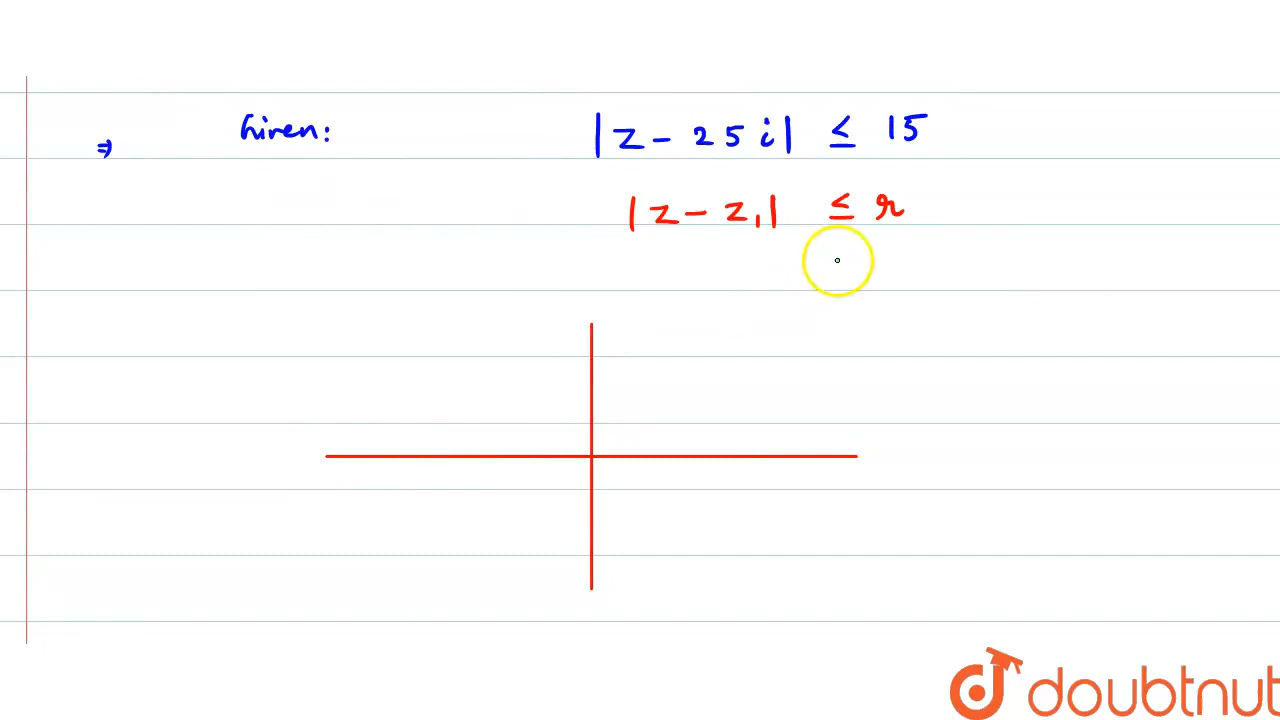 Given: |z - 25i| ≤ 15
⇒
|z - z₁| ≤ r
doubtnut